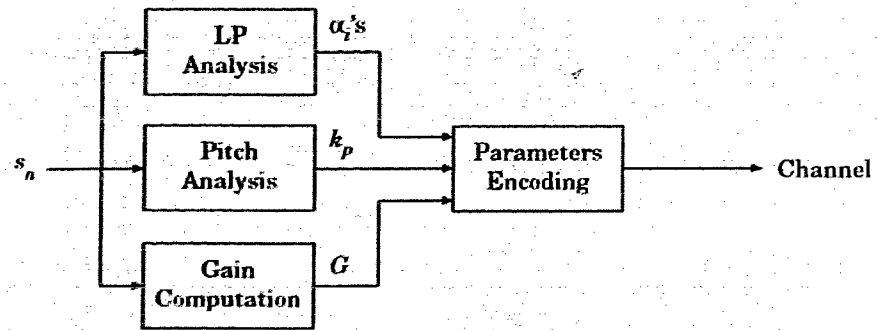 LP
Analysis
α_i's
s_n
Pitch
Analysis
k_p
Parameters
Encoding
Channel
Gain
Computation
G